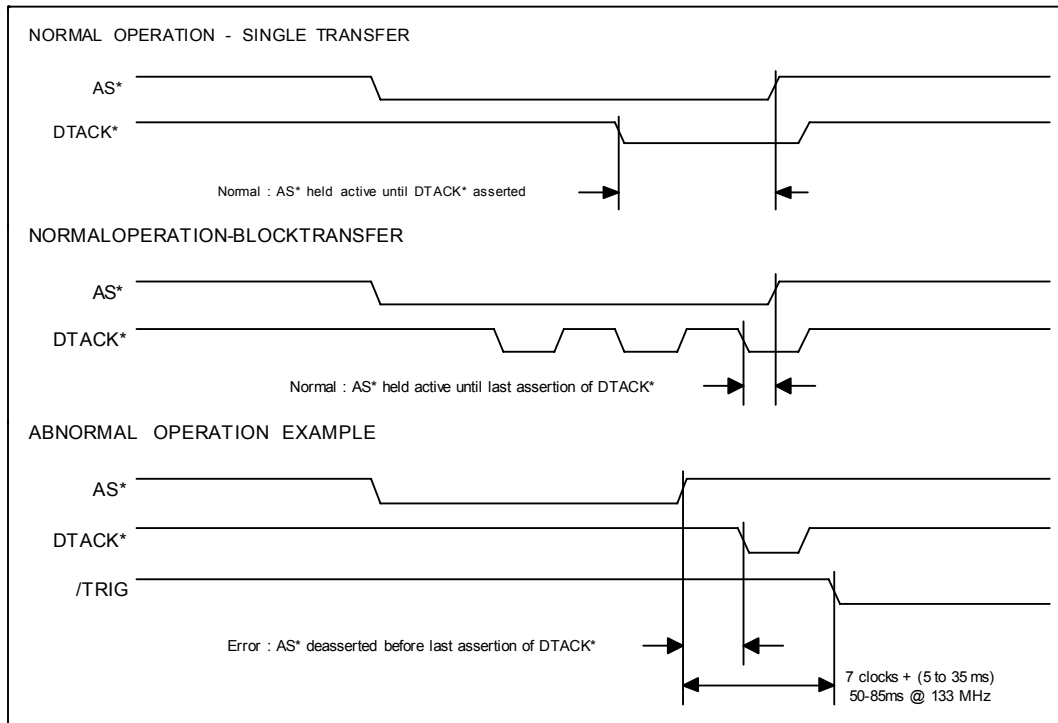 NORMAL OPERATION - SINGLE TRANSFER
AS*
DTACK*
Normal : AS* held active until DTACK* asserted
NORMALOPERATION-BLOCKTRANSFER
AS*
DTACK*
Normal : AS* held active until last assertion of DTACK*
ABNORMAL OPERATION EXAMPLE
AS*
DTACK*
/TRIG
Error : AS* deasserted before last assertion of DTACK*
7 clocks + (5 to 35 ms)
50-85ms @ 133 MHz